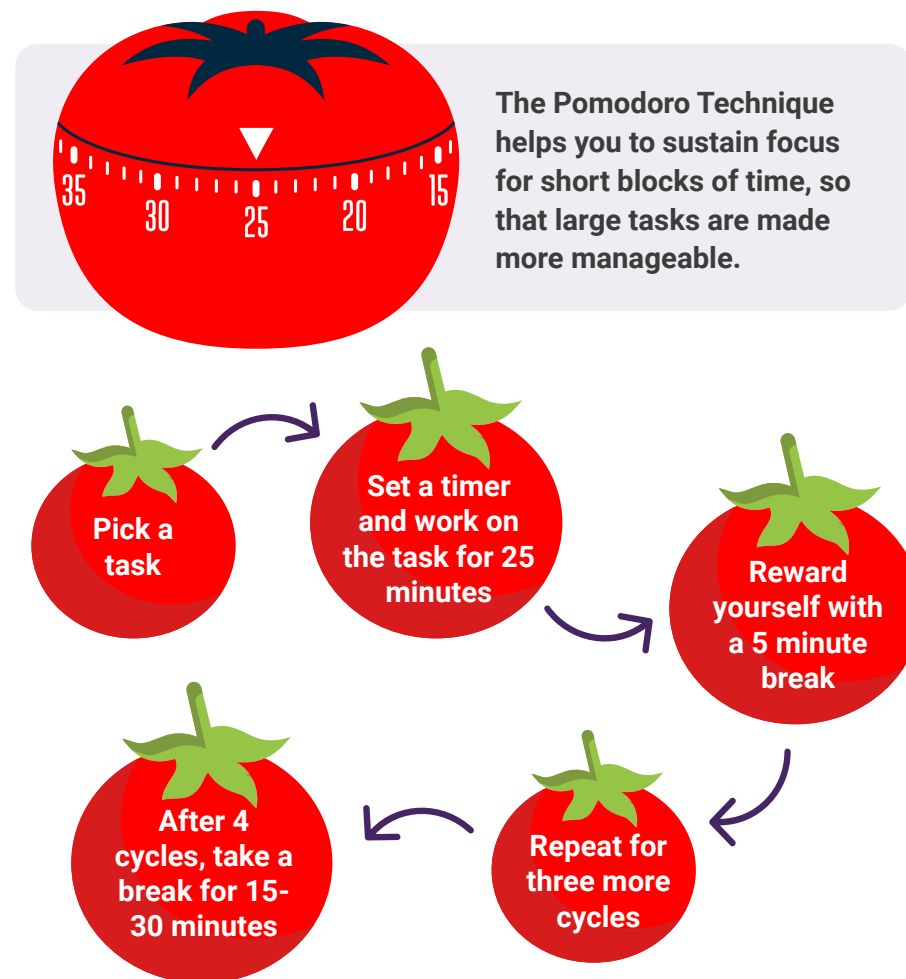 The Pomodoro Technique
helps you to sustain focus
for short blocks of time, so
that large tasks are made
more manageable.
35
30
25
20
15
Pick a
task
Set a timer
and work on
the task for 25
minutes
Reward
yourself with
a 5 minute
break
Repeat for
three more
cycles
After 4
cycles, take a
break for 15-
30 minutes